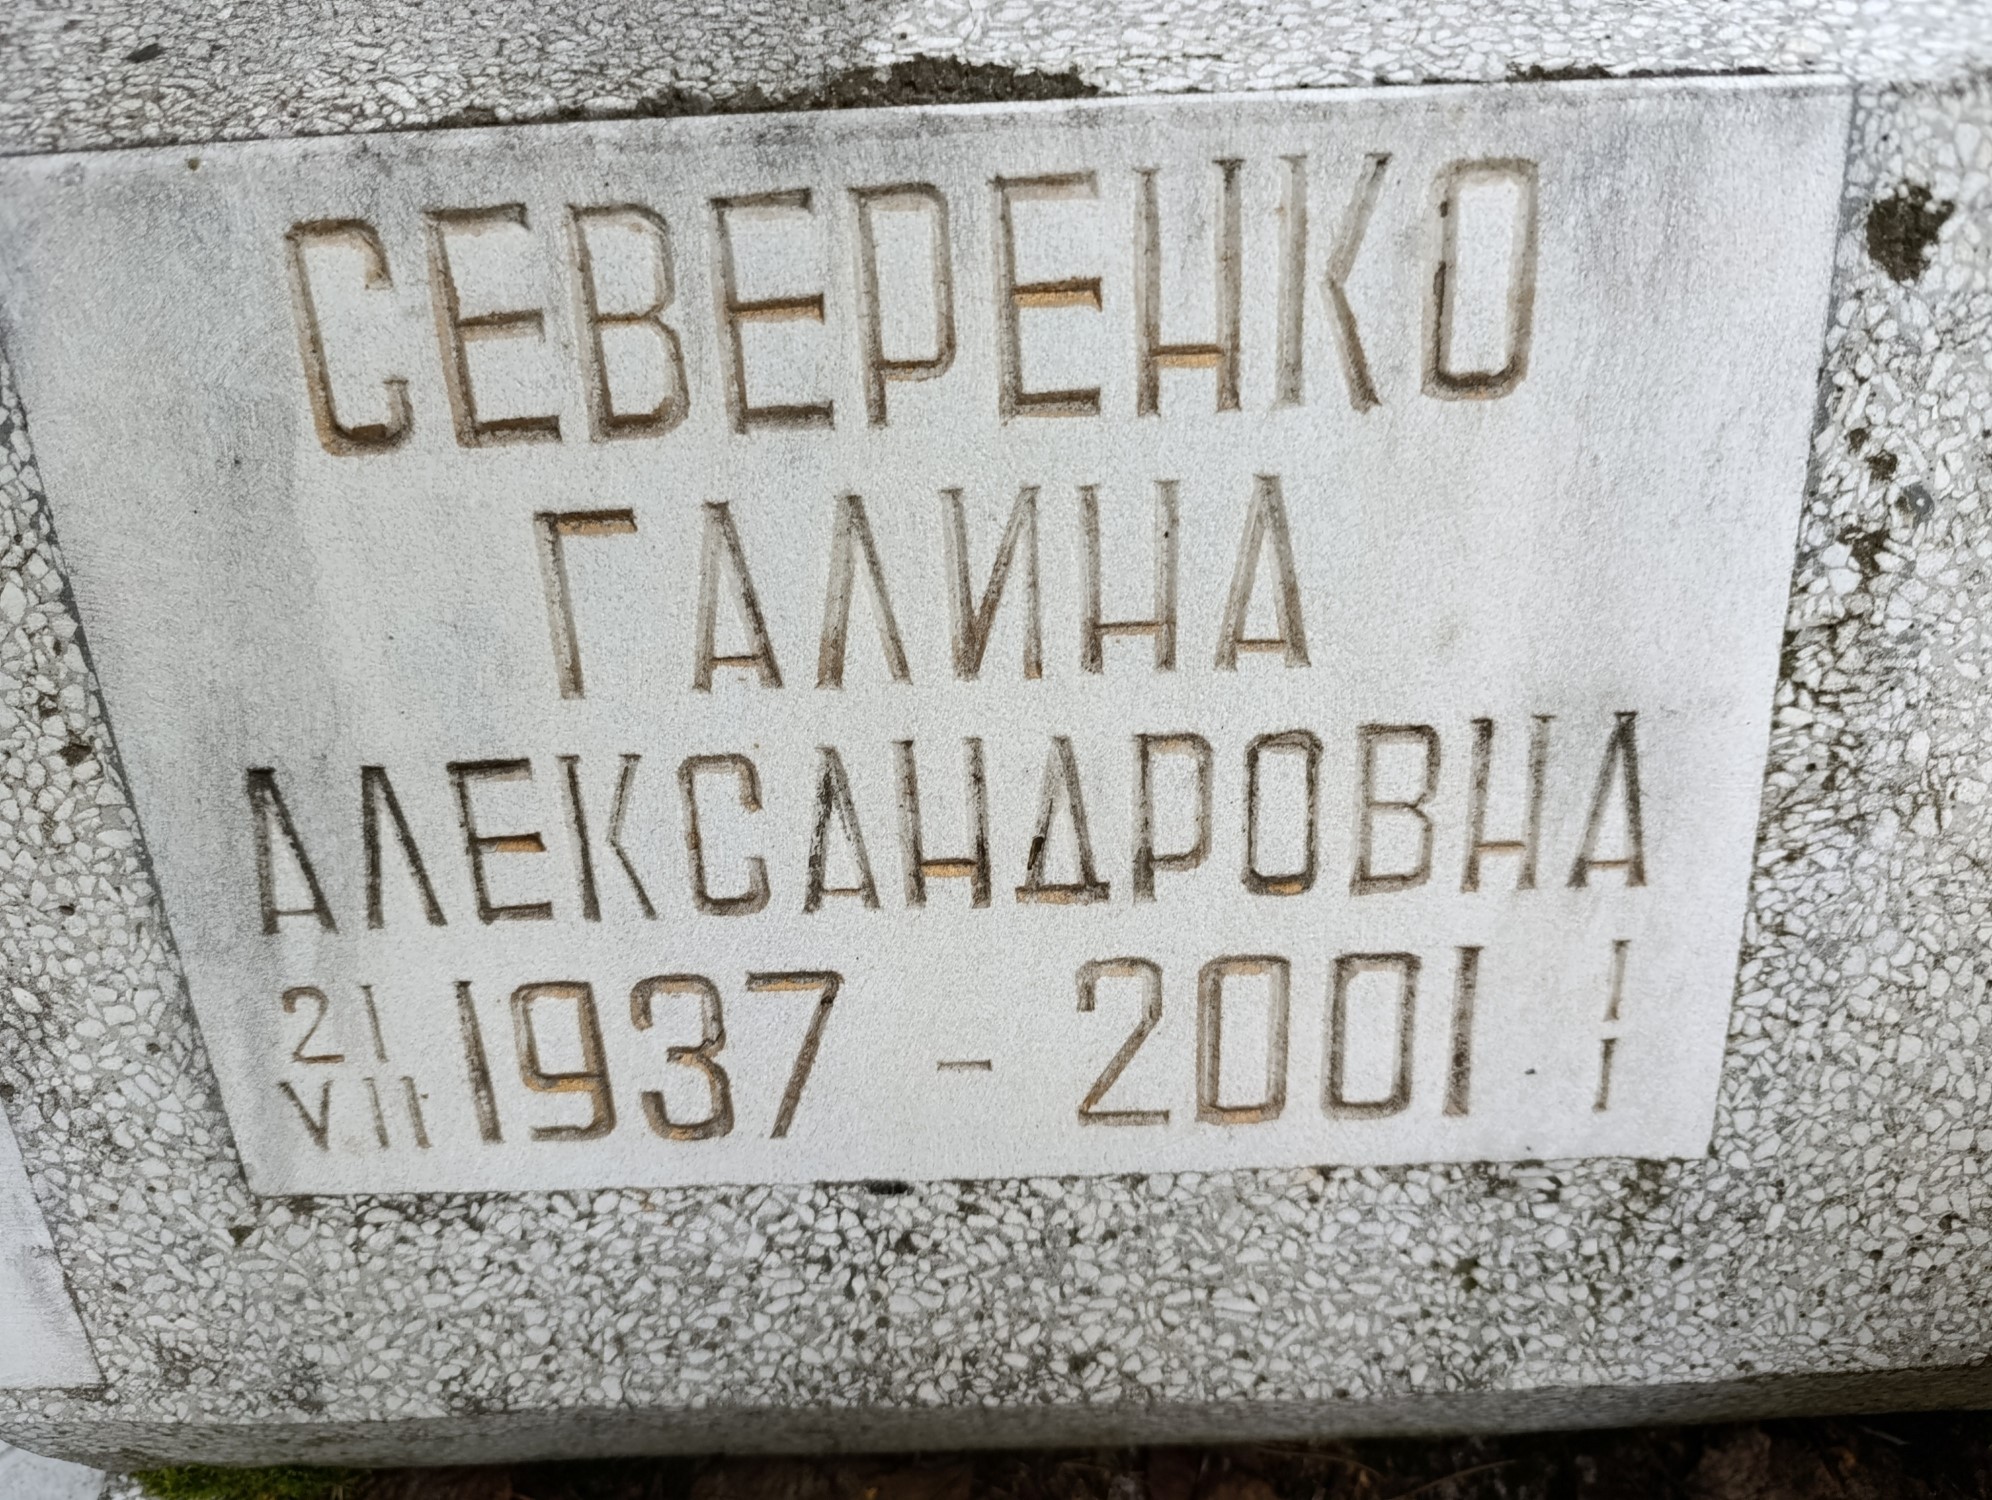 СЕВЕРЕНКО
ГАЛИНА
АЛЕКСАНДРОВНА
21 VII 1937 - 2001 I I